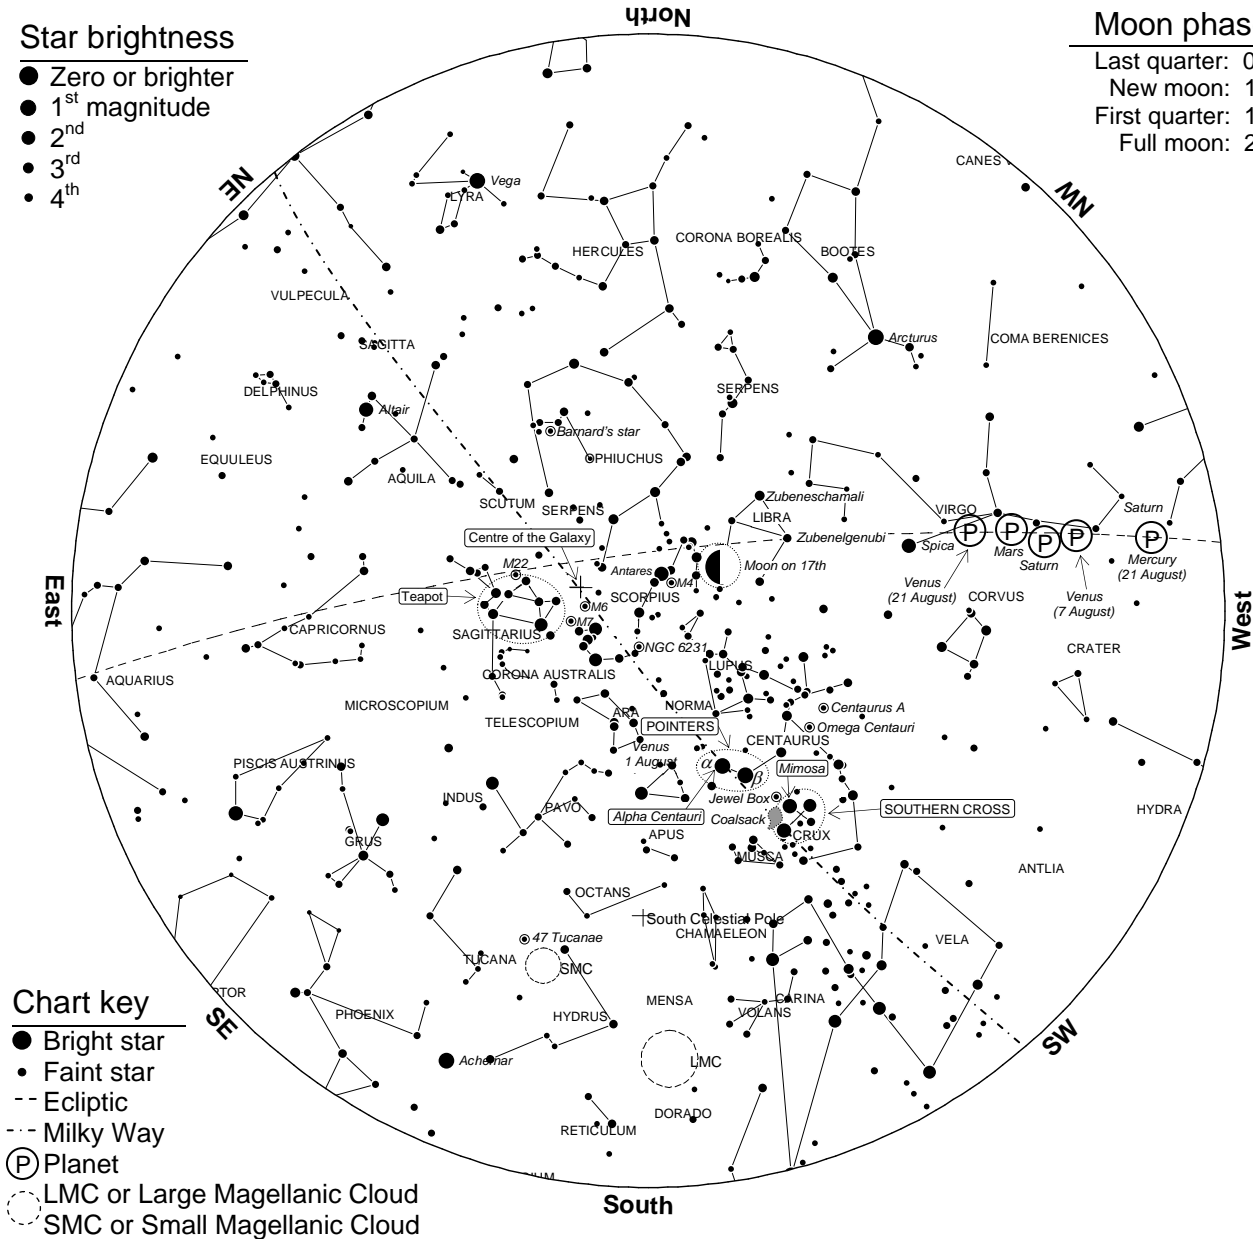 North
Star brightness
Zero or brighter
1st magnitude
2nd
3rd
4th
Moon phas
Last quarter: 0
New moon: 1
First quarter: 1
Full moon: 2
NE
NW
CANES
Vega
LYRA
HERCULES
CORONA BOREALIS
BOOTES
VULPECULA
SAGITTA
Arcturus
COMA BERENICES
DELPHINUS
Altair
SERPENS
Barnard's star
EQUULEUS
OPHIUCHUS
AQUILA
SCUTUM
SERPENS
Zubeneschamali
LIBRA
VIRGO
Saturn
Centre of the Galaxy
Zubenelgenubi
Spica
P
P
P
P
P
Mars
Saturn
Mercury
(21 August)
M22
Antares
M4
Moon on 17th
Venus
(21 August)
Venus
(7 August)
East
Teapot
SCORPIUS
M6
M7
CORVUS
West
CAPRICORNUS
SAGITTARIUS
NGC 6231
CRATER
AQUARIUS
CORONA AUSTRALIS
LUPUS
MICROSCOPIUM
TELESCOPIUM
ARA
NORMA
Centaurus A
POINTERS
Omega Centauri
CENTAURUS
Venus
1 August
PISCIS AUSTRINUS
α
β
Mimosa
INDUS
PAVO
Jewel Box
Alpha Centauri
Coalsack
SOUTHERN CROSS
HYDRA
GRUS
APUS
CRUX
MUSCA
ANTLIA
OCTANS
South Celestial Pole
CHAMAELEON
47 Tucanae
VELA
TUCANA
SMC
MENSA
CARINA
VOLANS
PHOENIX
HYDRUS
TOR
SE
SW
Achernar
LMC
DORADO
RETICULUM
UM
South
Chart key
Bright star
Faint star
Ecliptic
Milky Way
P Planet
LMC or Large Magellanic Cloud
SMC or Small Magellanic Cloud